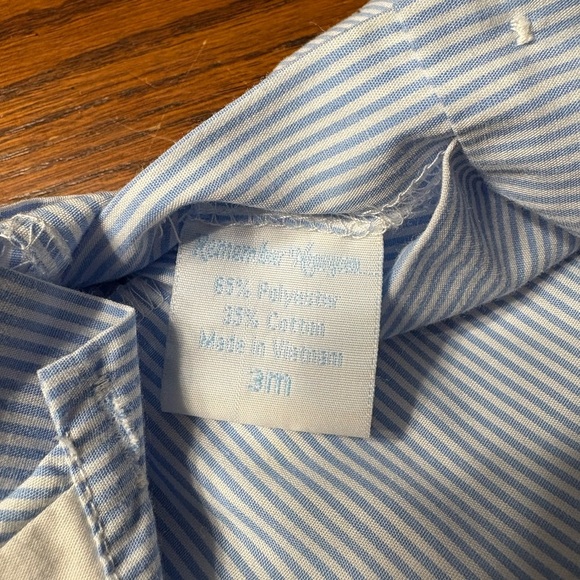 Remember Nguyen
65% Polyester
35% Cotton
Made in Vietnam
3m